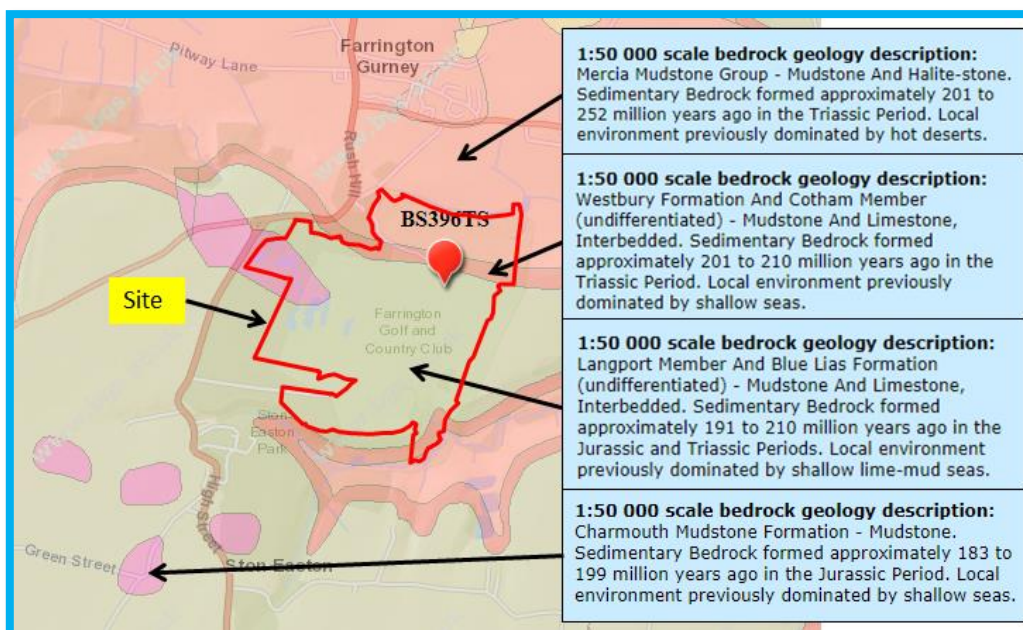 Pitway Lane
Farrington
Gurney
Rush Hill
BS396TS
Site
Farrington
Golf and
Country Club
Ston
Easton
Park
High Street
Green Street
Ston Easton
1:50 000 scale bedrock geology description:
Mercia Mudstone Group - Mudstone And Halite-stone.
Sedimentary Bedrock formed approximately 201 to
252 million years ago in the Triassic Period. Local
environment previously dominated by hot deserts.
1:50 000 scale bedrock geology description:
Westbury Formation And Cotham Member
(undifferentiated) - Mudstone And Limestone,
Interbedded. Sedimentary Bedrock formed
approximately 201 to 210 million years ago in the
Triassic Period. Local environment previously
dominated by shallow seas.
1:50 000 scale bedrock geology description:
Langport Member And Blue Lias Formation
(undifferentiated) - Mudstone And Limestone,
Interbedded. Sedimentary Bedrock formed
approximately 191 to 210 million years ago in the
Jurassic and Triassic Periods. Local environment
previously dominated by shallow lime-mud seas.
1:50 000 scale bedrock geology description:
Charmouth Mudstone Formation - Mudstone.
Sedimentary Bedrock formed approximately 183 to
199 million years ago in the Jurassic Period. Local
environment previously dominated by shallow seas.